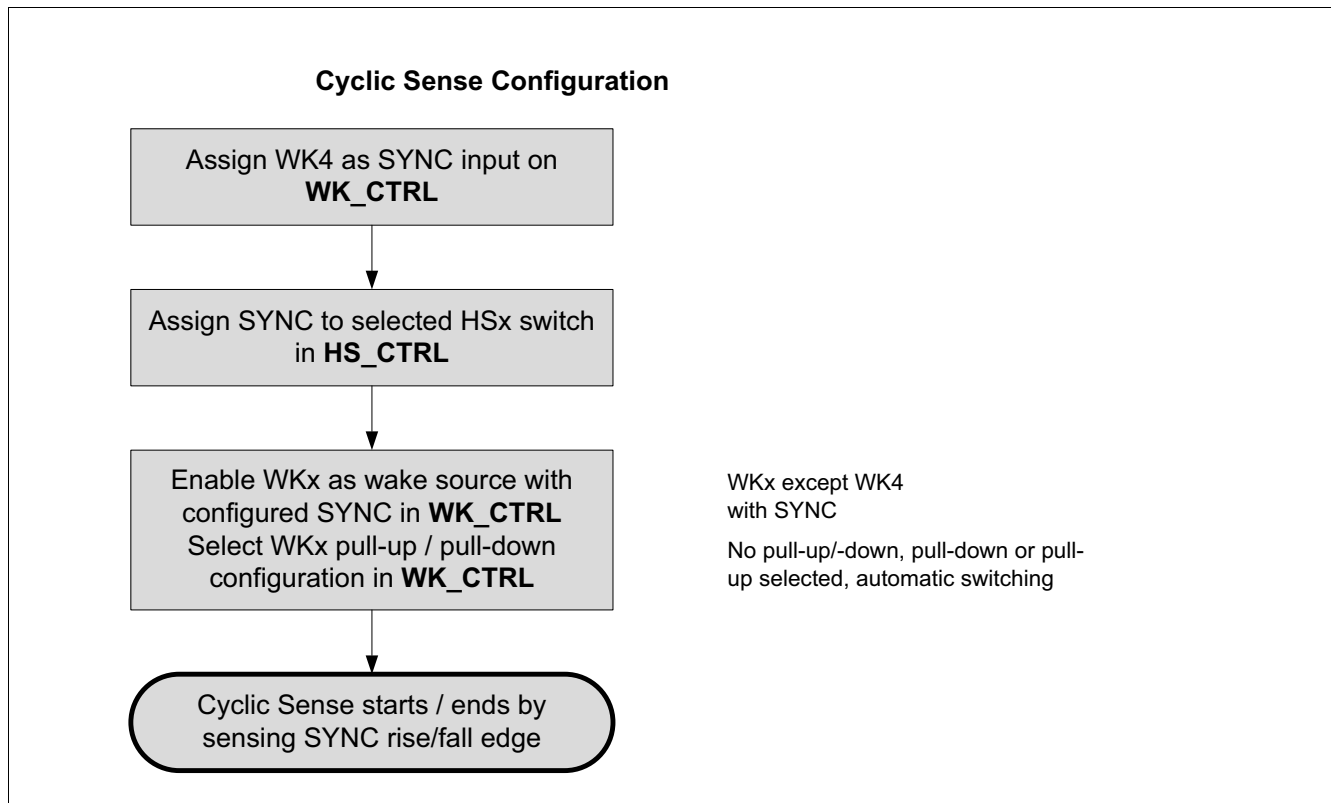 Cyclic Sense Configuration
Assign WK4 as SYNC input on
WK_CTRL
Assign SYNC to selected HSx switch
in HS_CTRL
Enable WKx as wake source with
configured SYNC in WK_CTRL
Select WKx pull-up / pull-down
configuration in WK_CTRL
WKx except WK4
with SYNC
No pull-up/-down, pull-down or pull-
up selected, automatic switching
Cyclic Sense starts / ends by
sensing SYNC rise/fall edge